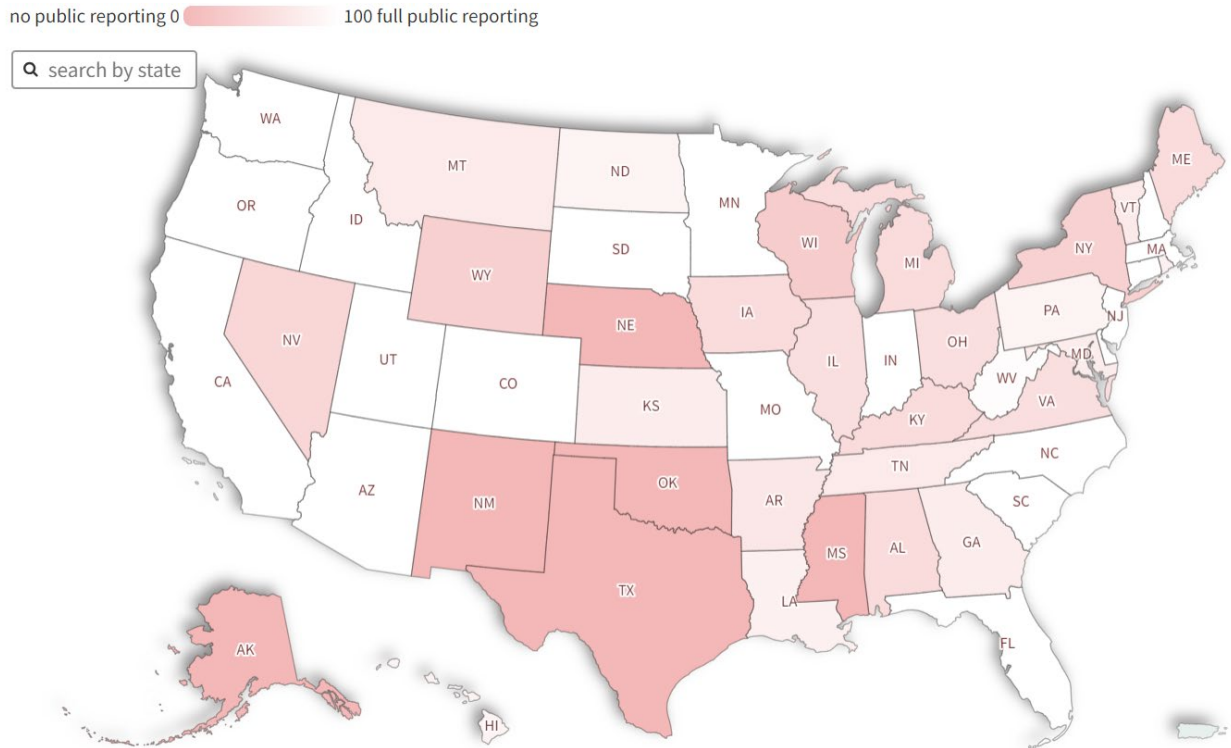 no public reporting 0 100 full public reporting
search by state
WA
MT
ND
MN
ME
VT
OR
ID
SD
WI
NY
MA
MI
WY
IA
PA
NJ
NE
NV
UT
CO
IL
IN
OH
MD
WV
CA
KS
MO
KY
VA
AZ
NM
OK
AR
TN
NC
SC
TX
MS
AL
GA
LA
FL
AK
HI